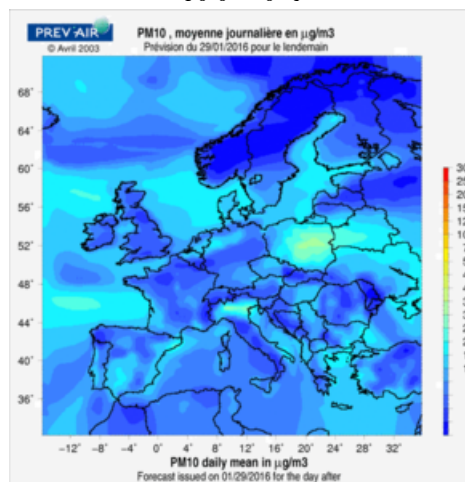 PREV'AIR
© Avril 2003
PM10 , moyenne journalière en µg/m3
Prévision du 29/01/2016 pour le lendemain
68°
64°
60°
56°
52°
48°
44°
40°
36°
−12° −8° −4° 0° 4° 8° 12° 16° 20° 24° 28° 32°
PM10 daily mean in µg/m3
Forecast issued on 01/29/2016 for the day after